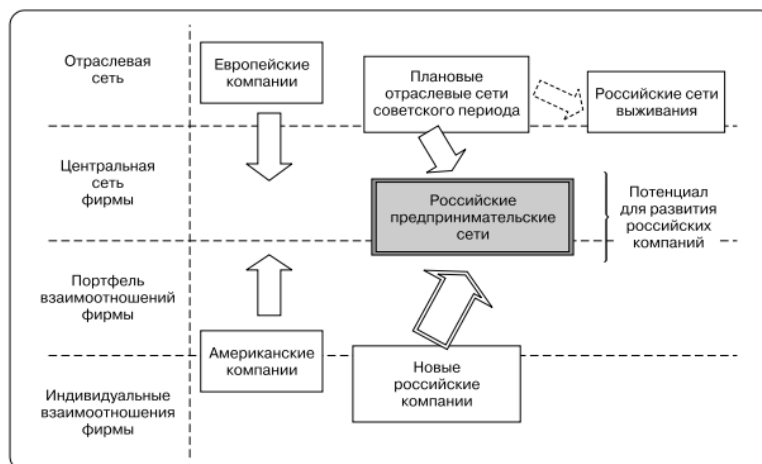 Отраслевая
сеть
Европейские
компании
Плановые
отраслевые сети
советского периода
Российские сети
выживания
Центральная
сеть
фирмы
Российские
предпринимательские
сети
Потенциал
для развития
российских
компаний
Портфель
взаимоотношений
фирмы
Американские
компании
Новые
российские
компании
Индивидуальные
взаимоотношения
фирмы